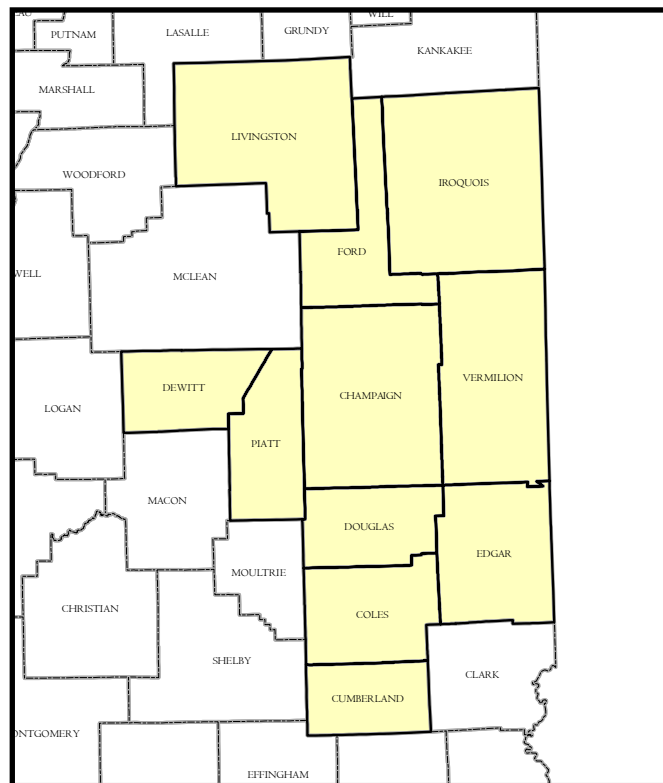 EAU
WILL
PUTNAM
LASALLE
GRUNDY
KANKAKEE
MARSHALL
LIVINGSTON
WOODFORD
IROQUOIS
FORD
WELL
MCLEAN
VERMILION
DEWITT
CHAMPAIGN
LOGAN
PIATT
MACON
DOUGLAS
EDGAR
MOULTRIE
CHRISTIAN
COLES
SHELBY
CLARK
CUMBERLAND
ONTGOMERY
EFFINGHAM